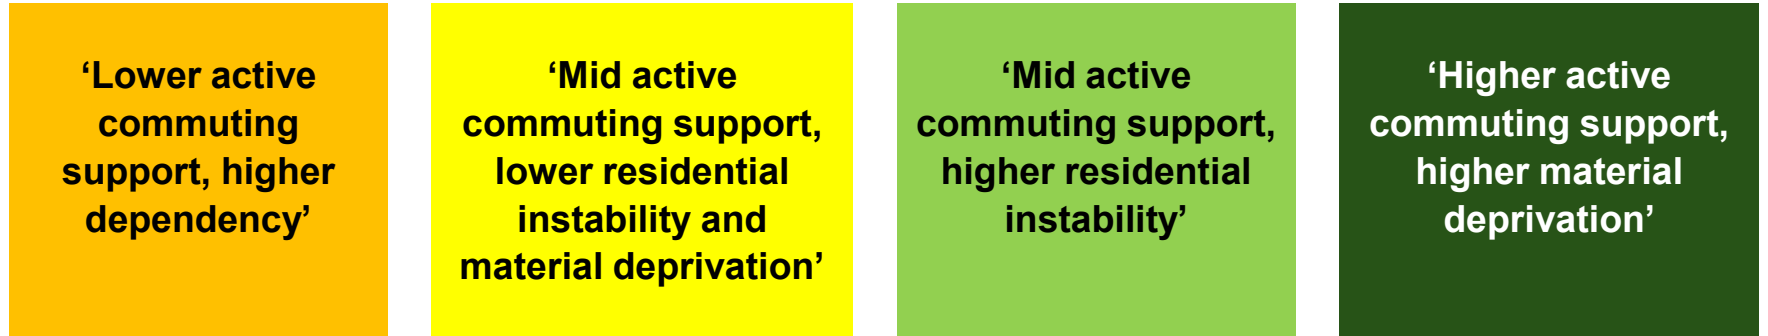 ‘Lower active
commuting
support, higher
dependency’
‘Mid active
commuting support,
lower residential
instability and
material deprivation’
‘Mid active
commuting support,
higher residential
instability’
‘Higher active
commuting support,
higher material
deprivation’